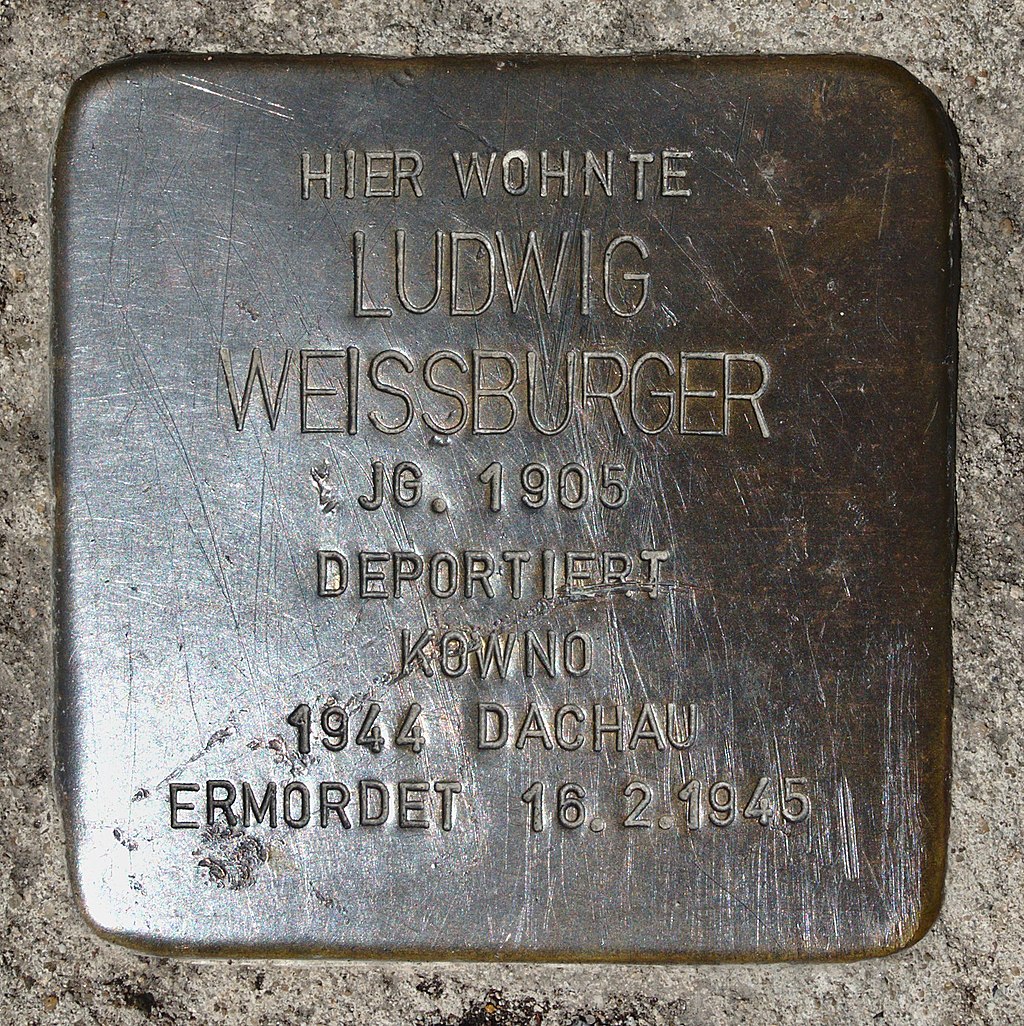 HIER WOHNTE
LUDWIG
WEISSBURGER
JG. 1905
DEPORTIERT
KOWNO
1944 DACHAU
ERMORDET 16.2.1945